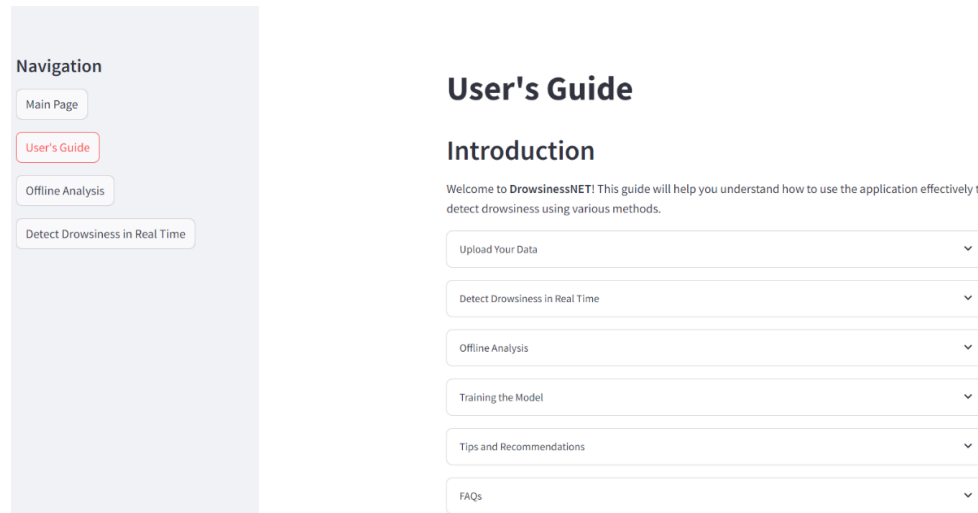 Navigation
Main Page
User's Guide
Offline Analysis
Detect Drowsiness in Real Time
User's Guide
Introduction
Welcome to DrowsinessNET! This guide will help you understand how to use the application effectively
detect drowsiness using various methods.
Upload Your Data
Detect Drowsiness in Real Time
Offline Analysis
Training the Model
Tips and Recommendations
FAQs